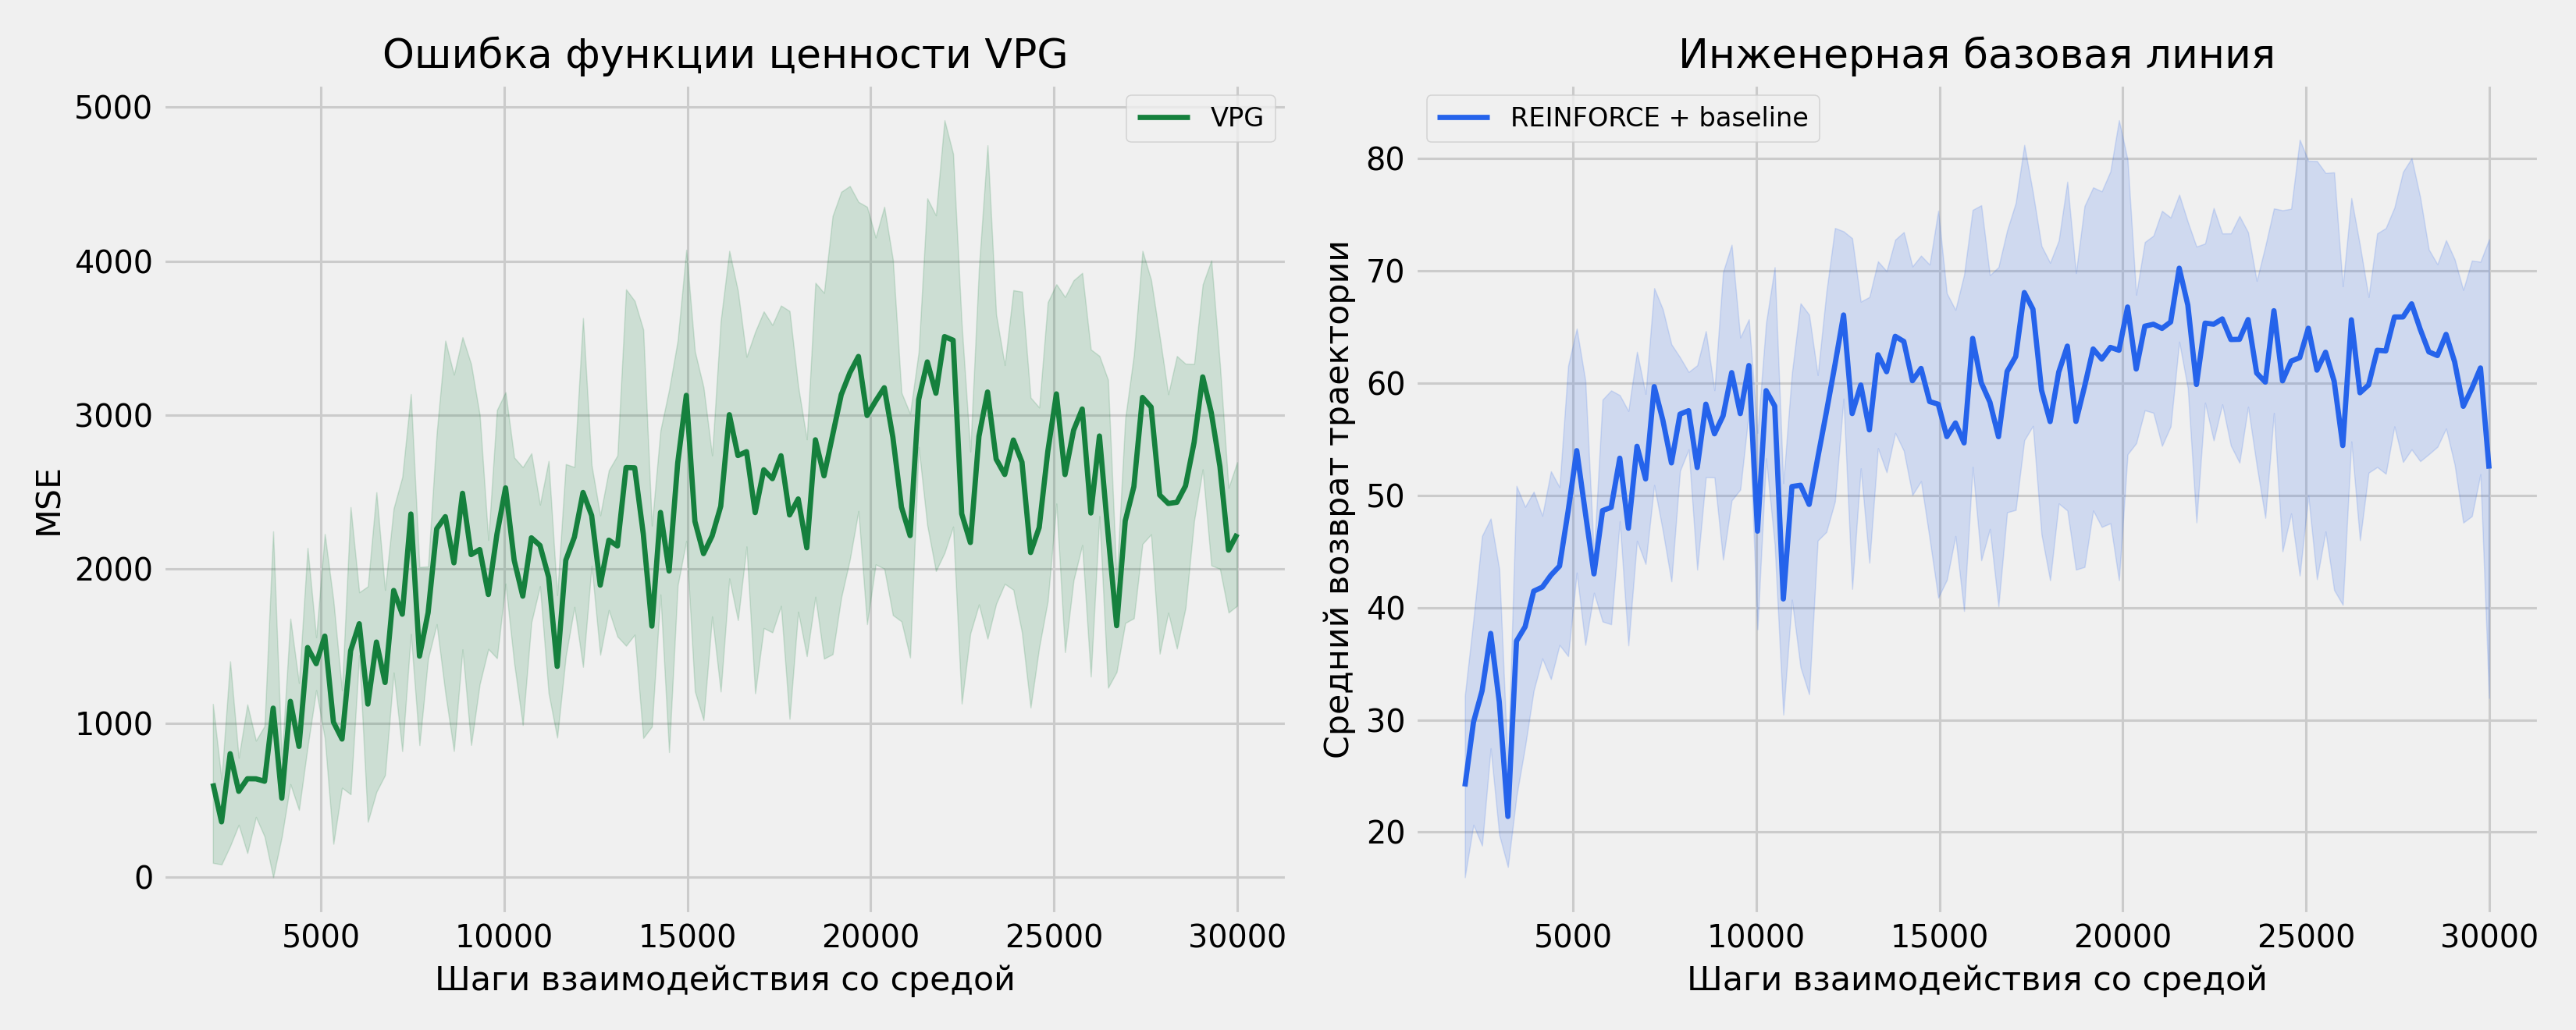 Ошибка функции ценности VPG
VPG
5000
4000
3000
2000
1000
0
MSE
5000 10000 15000 20000 25000 30000
Шаги взаимодействия со средой
Инженерная базовая линия
REINFORCE + baseline
80
70
60
50
40
30
20
Средний возврат траектории
5000 10000 15000 20000 25000 30000
Шаги взаимодействия со средой